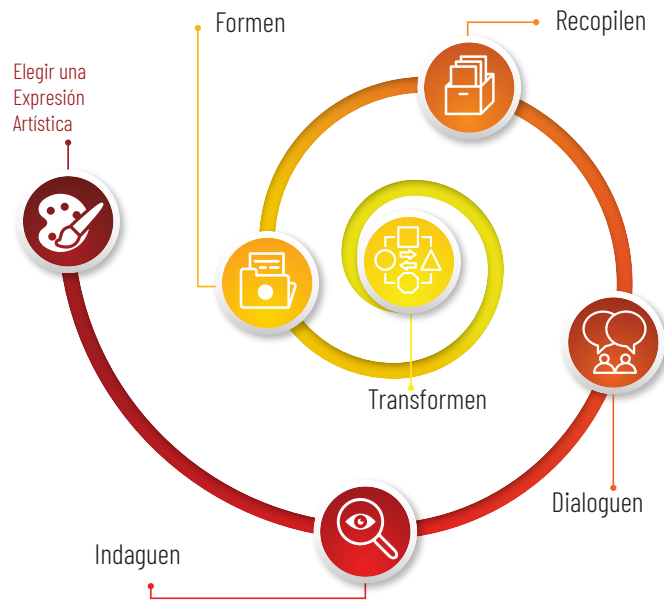 Formen
Recopilen
Elegir una
Expresión
Artística
Transformen
Dialoguen
Indaguen